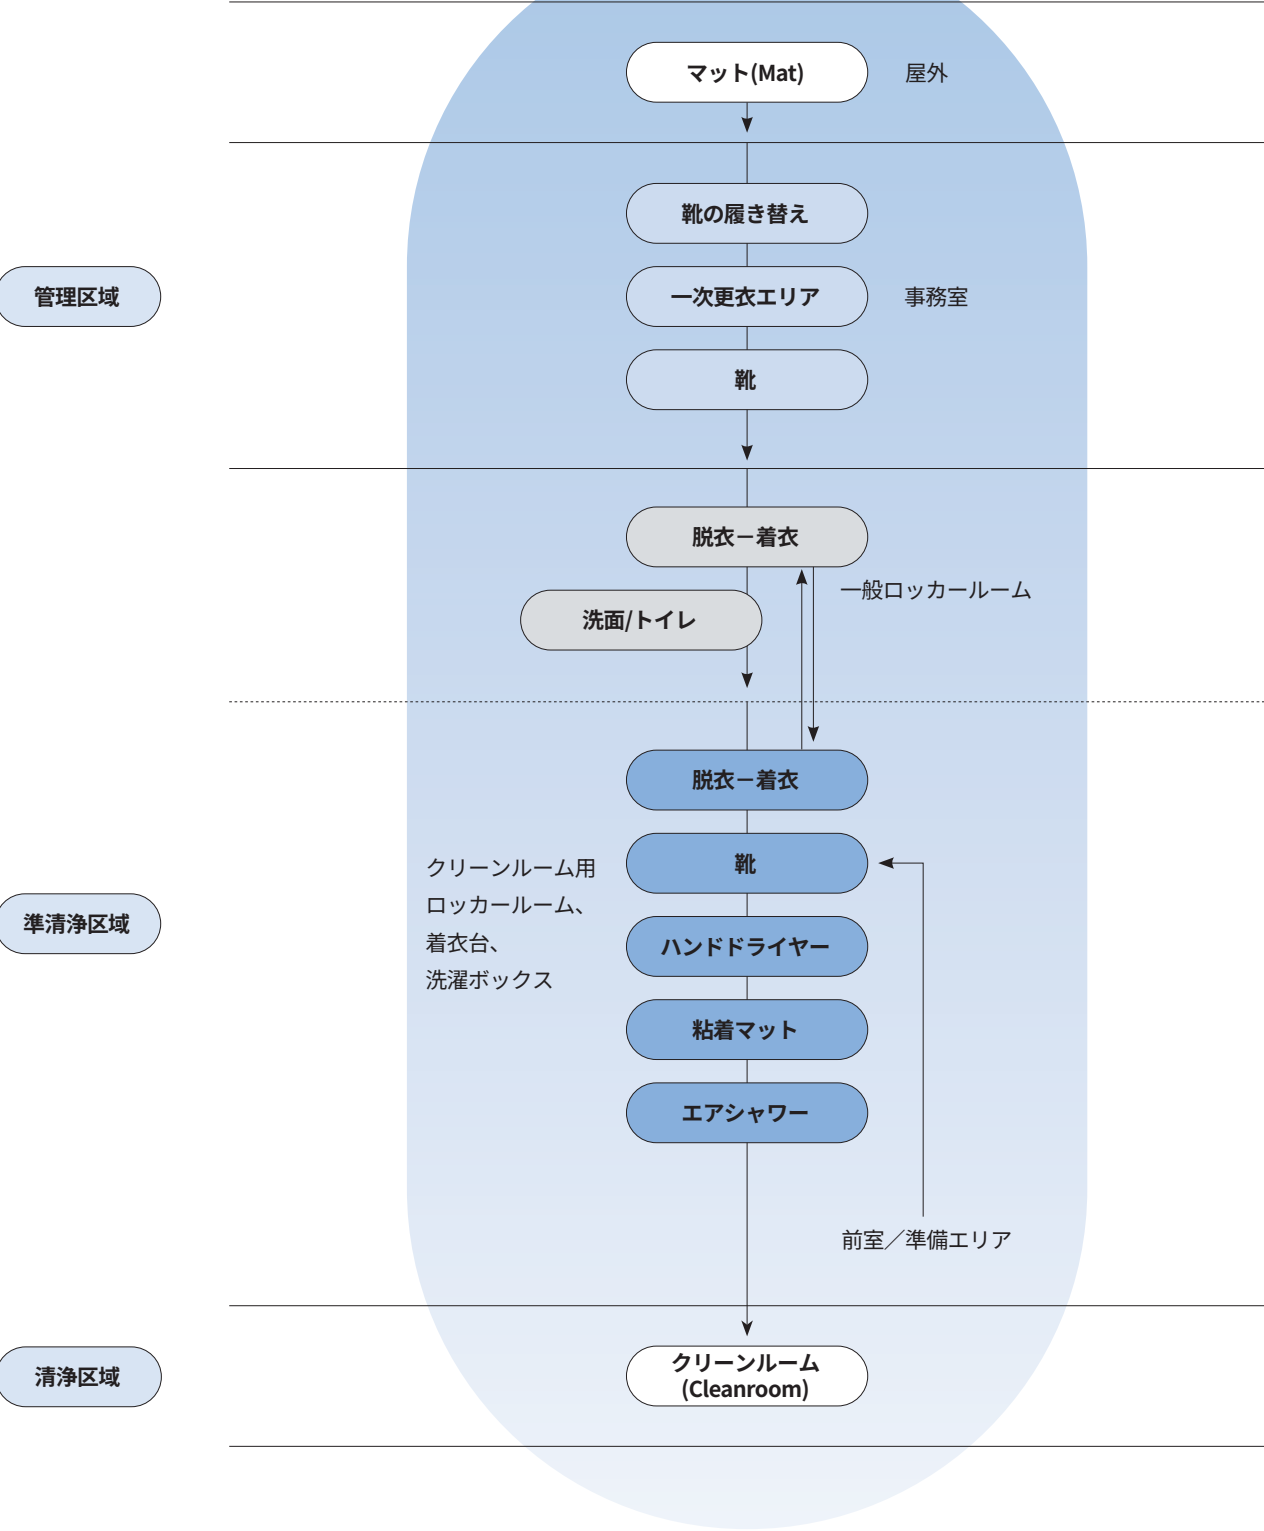 マット(Mat)
屋外
靴の履き替え
管理区域
一次更衣エリア
事務室
靴
脱衣－着衣
一般ロッカールーム
洗面/トイレ
脱衣－着衣
靴
クリーンルーム用
ロッカールーム、
着衣台、
洗濯ボックス
準清浄区域
ハンドドライヤー
粘着マット
エアシャワー
前室／準備エリア
清浄区域
クリーンルーム
(Cleanroom)